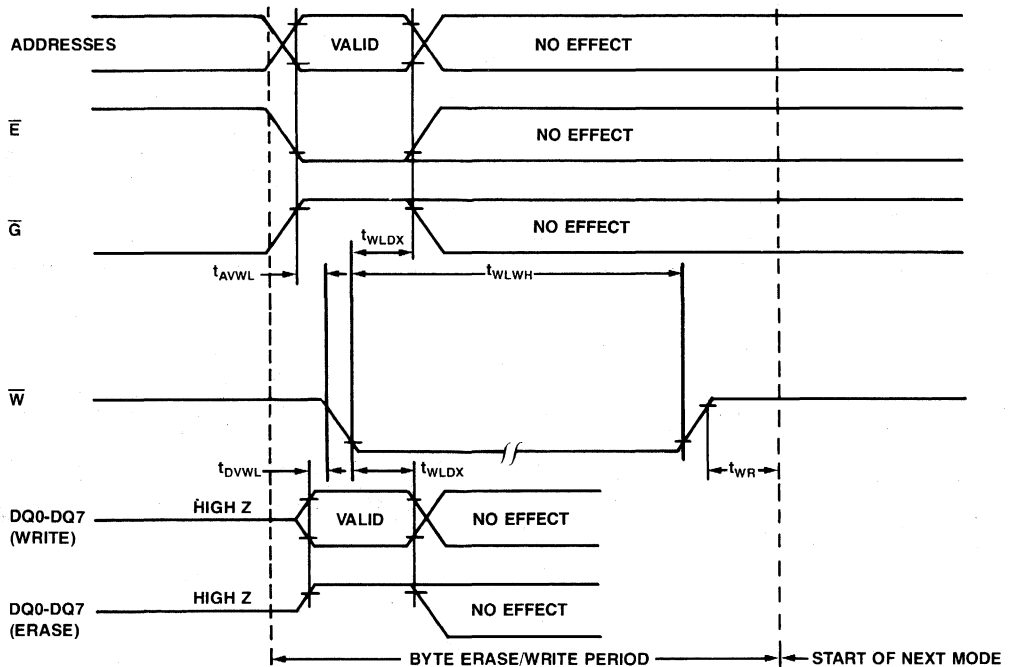 ADDRESSES VALID NO EFFECT
E̅ NO EFFECT
G̅ NO EFFECT
tWLDX
tAVWL tWLWH
W̅
tDVWL tWLDX tWR
HIGH Z
DQ0-DQ7 VALID NO EFFECT
(WRITE)
HIGH Z
DQ0-DQ7 NO EFFECT
(ERASE)
BYTE ERASE/WRITE PERIOD START OF NEXT MODE